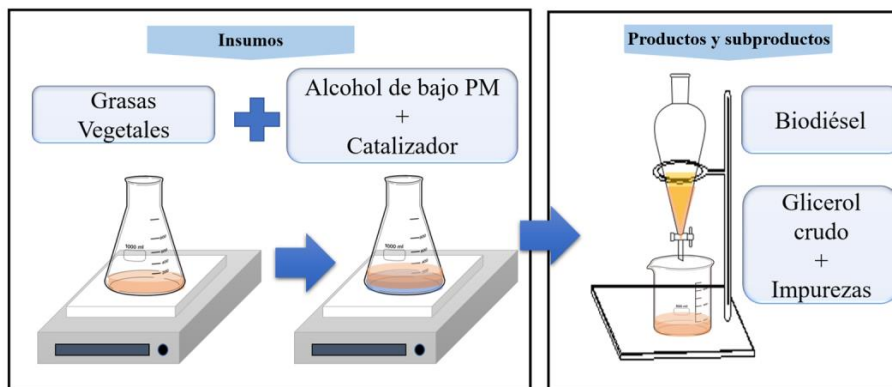 Insumos
Grasas
Vegetales
Alcohol de bajo PM
+
Catalizador
1000 ml
1000 ml
Productos y subproductos
Biodiésel
Glicerol
crudo
+
Impurezas